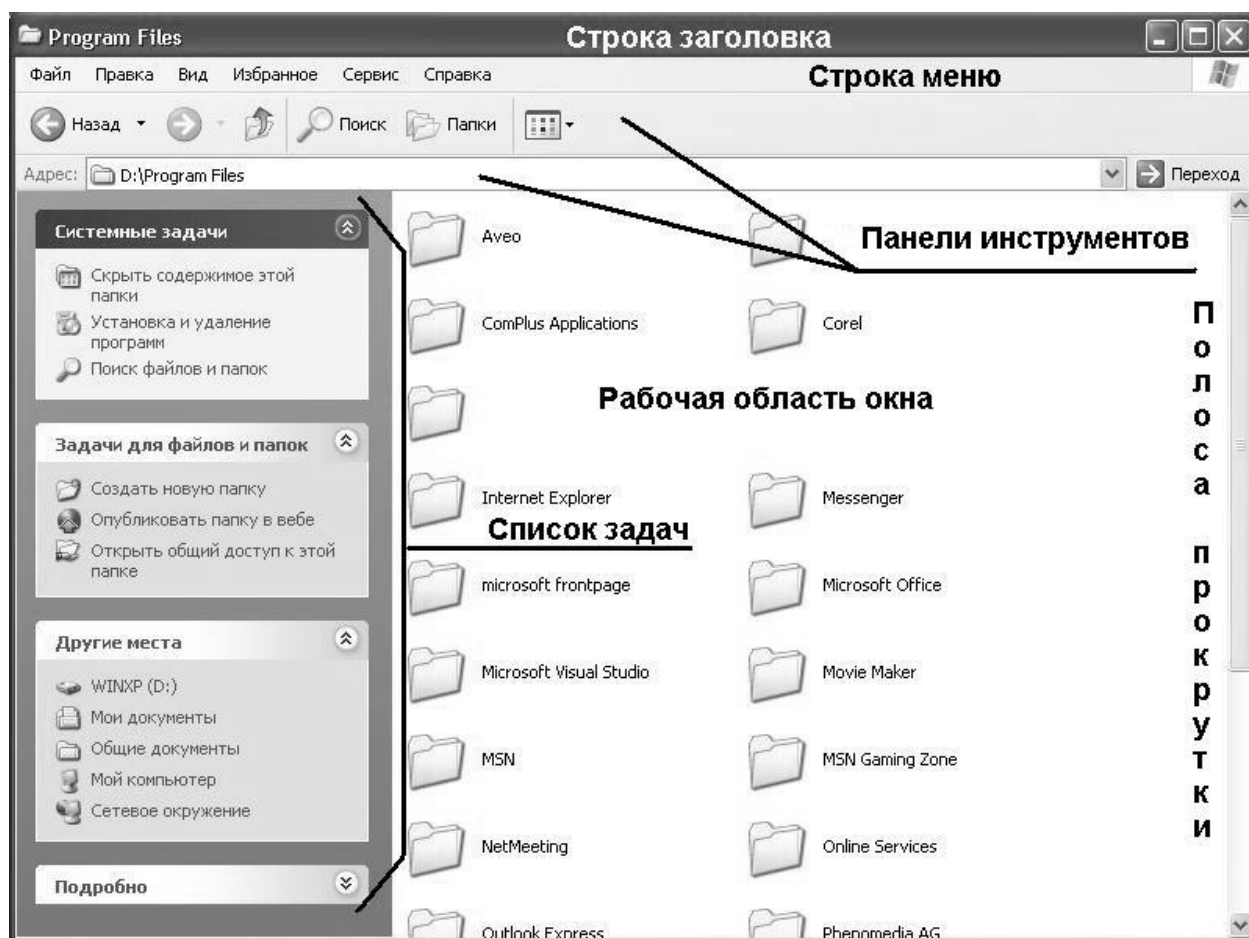 Program Files
Строка заголовка
Файл Правка Вид Избранное Сервис Справка
Строка меню
Назад Поиск Папки
Адрес: D:\Program Files Переход
Панели инструментов
Системные задачи
Скрыть содержимое этой
папки
Установка и удаление
программ
Поиск файлов и папок
Задачи для файлов и папок
Создать новую папку
Опубликовать папку в вебе
Открыть общий доступ к этой
папке
Другие места
WINXP (D:)
Мои документы
Общие документы
Мой компьютер
Сетевое окружение
Подробно
Список задач
Aveo
ComPlus Applications Corel
Рабочая область окна
Internet Explorer Messenger
microsoft frontpage Microsoft Office
Microsoft Visual Studio Movie Maker
MSN MSN Gaming Zone
NetMeeting Online Services
Outlook Express Phenomedia AG
Полоса прокрутки